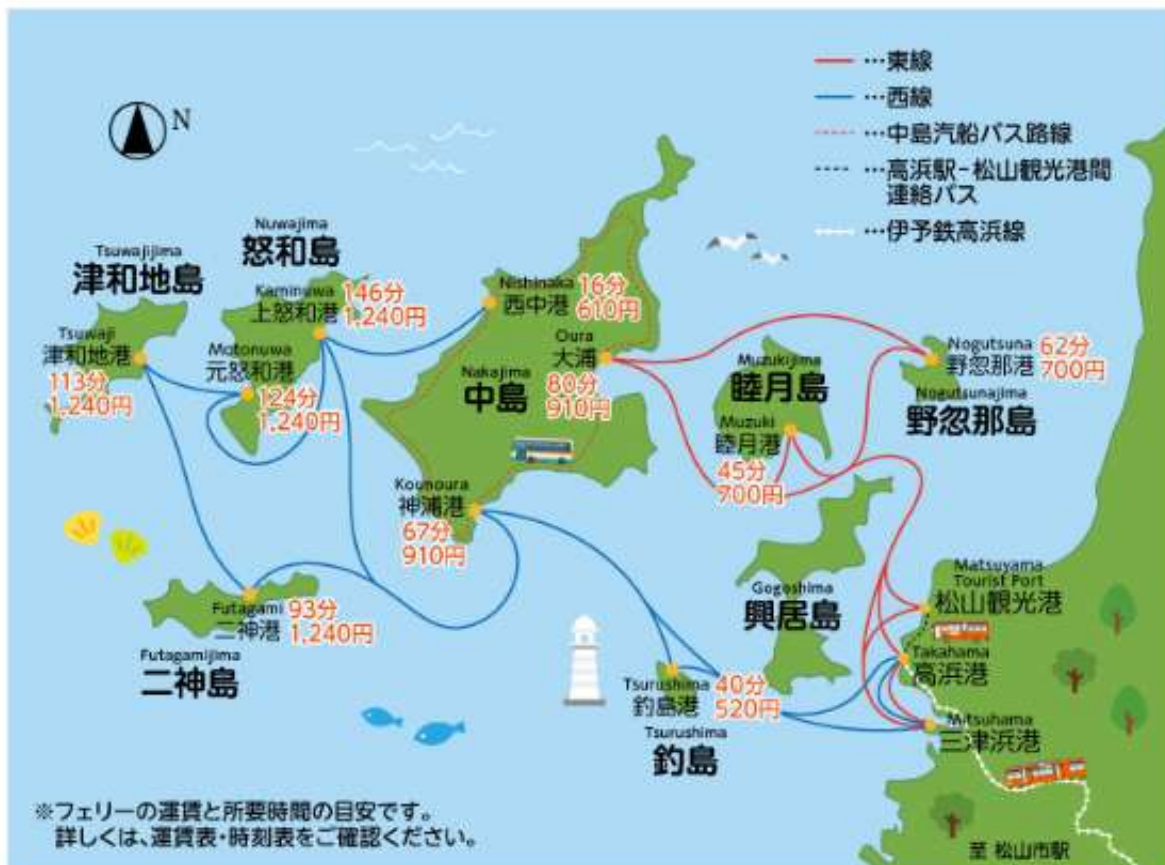 …東線
…西線
…中島汽船バス路線
…高浜駅-松山観光港間
連絡バス
…伊予鉄高浜線
N
Tsuwajijima
津和地島
Nuwajima
怒和島
Tsuwaji
津和地港
113分
1,240円
Kaminuwa
上怒和港
146分
1,240円
Motonuwa
元怒和港
124分
1,240円
Nishinaka
西中港
16分
610円
Oura
大浦
80分
910円
Nakajima
中島
Kounoura
神浦港
67分
910円
Muzukijima
睦月島
Muzuki
睦月港
45分
700円
Nogutsuna
野忽那港
62分
700円
Nogutsunajima
野忽那島
Futagami
二神港
93分
1,240円
Futagamijima
二神島
Gogoshima
興居島
Tsurushima
釣島港
40分
520円
Tsurushima
釣島
Matsuyama
Tourist Port
松山観光港
Takahama
高浜港
Mitsuhama
三津浜港
至 松山市駅
※フェリーの運賃と所要時間の目安です。
詳しくは、運賃表・時刻表をご確認ください。